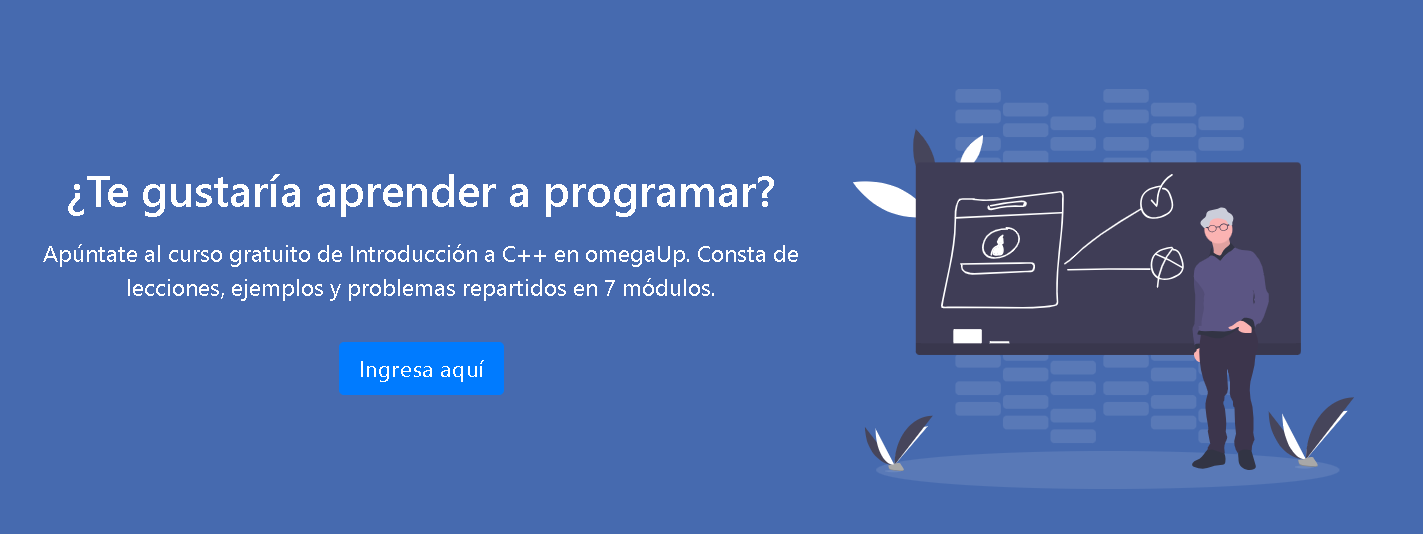 ¿Te gustaría aprender a programar?
Apúntate al curso gratuito de Introducción a C++ en omegaUp. Consta de
lecciones, ejemplos y problemas repartidos en 7 módulos.
Ingresa aquí